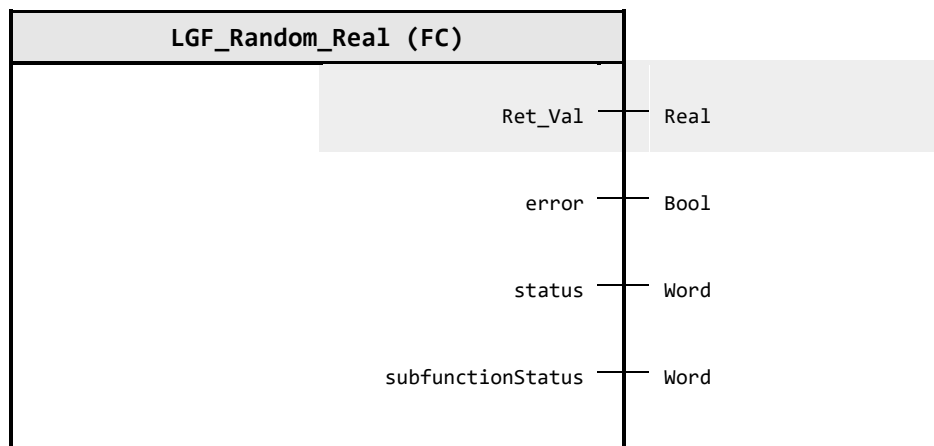 LGF_Random_Real (FC)
Ret_Val Real
error Bool
status Word
subfunctionStatus Word